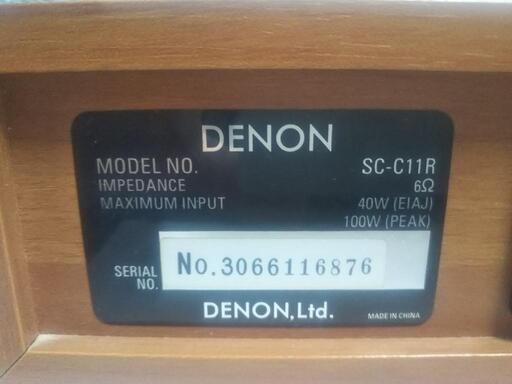 DENON
MODEL NO. SC-C11R
IMPEDANCE 6Ω
MAXIMUM INPUT 40W (EIAJ)
100W (PEAK)
SERIAL NO. No.3066116876
DENON,Ltd. MADE IN CHINA